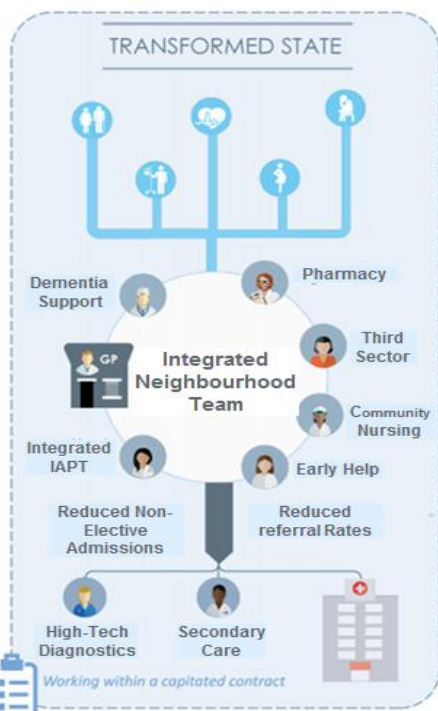 TRANSFORMED STATE
Dementia
Support
Pharmacy
GP
Integrated
Neighbourhood
Team
Third
Sector
Community
Nursing
Integrated
IAPT
Early Help
Reduced Non-
Elective
Admissions
Reduced
referral Rates
High-Tech
Diagnostics
Secondary
Care
Working within a capitated contract